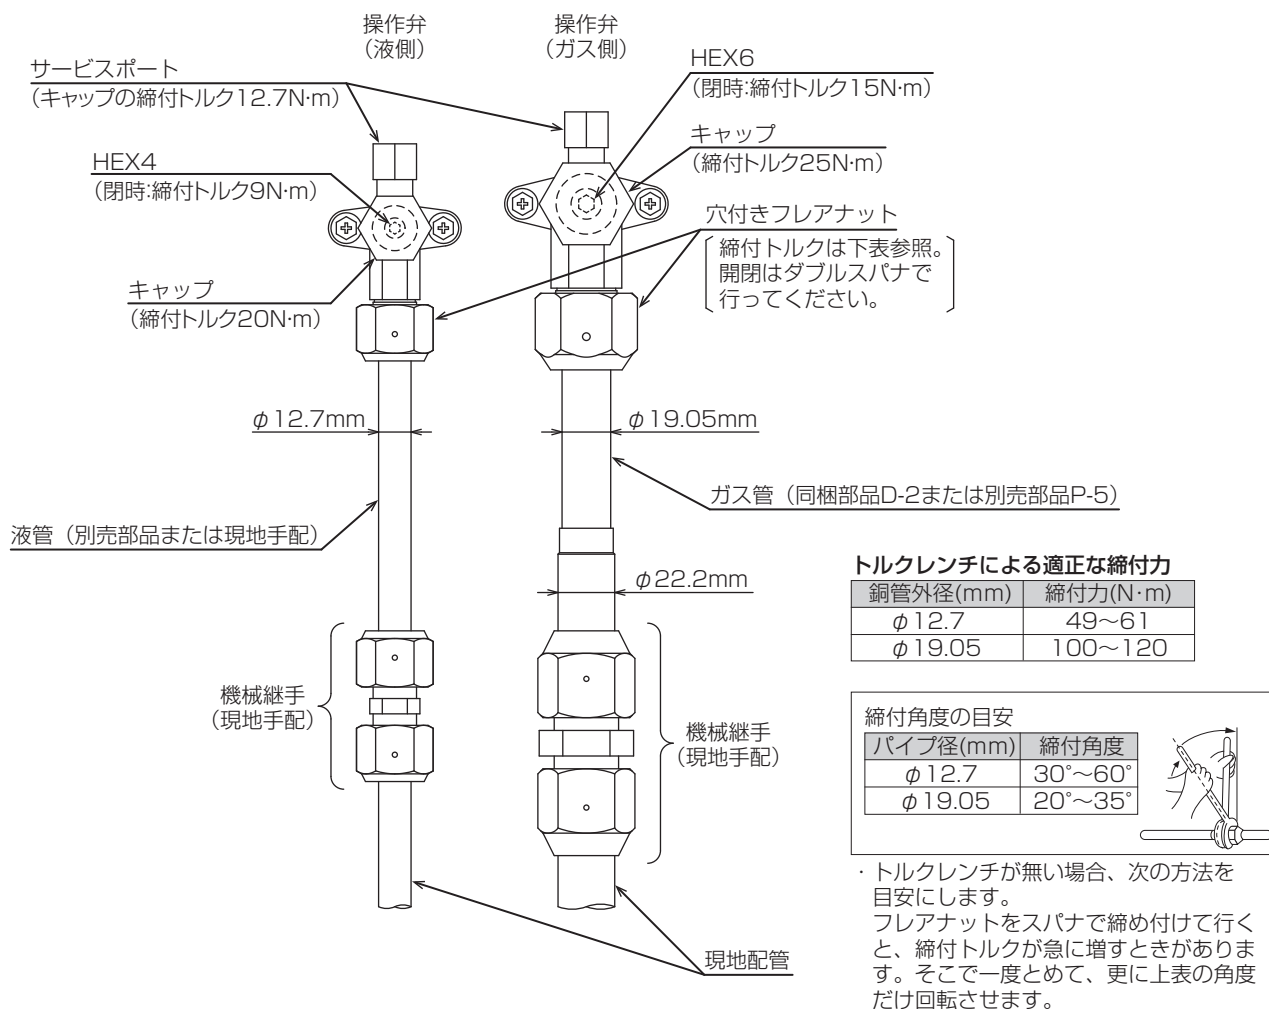 操作弁
（液側）
操作弁
（ガス側）
サービスポート
（キャップの締付トルク12.7N·m）
HEX6
（閉時:締付トルク15N·m）
HEX4
（閉時:締付トルク9N·m）
キャップ
（締付トルク25N·m）
穴付きフレアナット
締付トルクは下表参照。
開閉はダブルスパナで
行ってください。
キャップ
（締付トルク20N·m）
φ12.7mm
φ19.05mm
ガス管（同梱部品D-2または別売部品P-5）
液管（別売部品または現地手配）
φ22.2mm
機械継手
（現地手配）
機械継手
（現地手配）
現地配管
トルクレンチによる適正な締付力
銅管外径(mm) 締付力(N·m)
φ12.7 49〜61
φ19.05 100〜120
締付角度の目安
パイプ径(mm) 締付角度
φ12.7 30°〜60°
φ19.05 20°〜35°
・トルクレンチが無い場合、次の方法を
目安にします。
フレアナットをスパナで締め付けて行く
と、締付トルクが急に増すときがありま
す。そこで一度とめて、更に上表の角度
だけ回転させます。